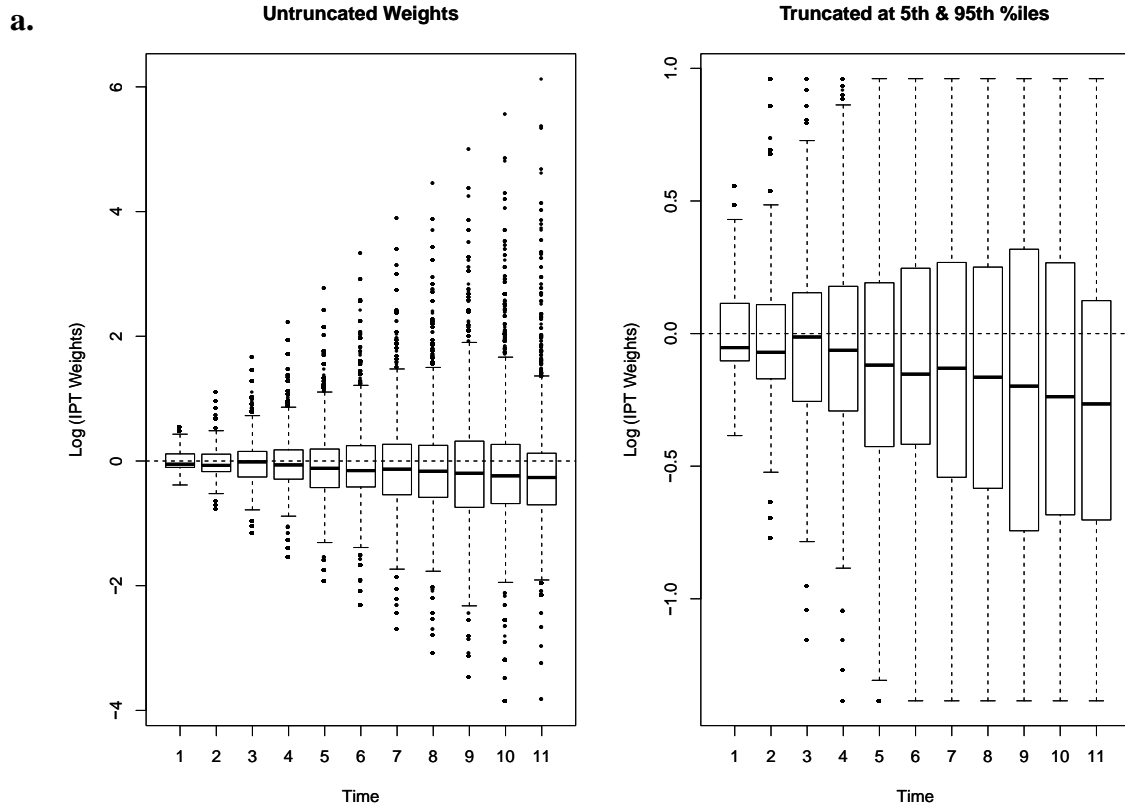 a.
Untruncated Weights
Log (IPT Weights)
6
4
2
0
−2
−4
1 2 3 4 5 6 7 8 9 10 11
Time
Truncated at 5th & 95th %iles
Log (IPT Weights)
1.0
0.5
0.0
−0.5
−1.0
1 2 3 4 5 6 7 8 9 10 11
Time